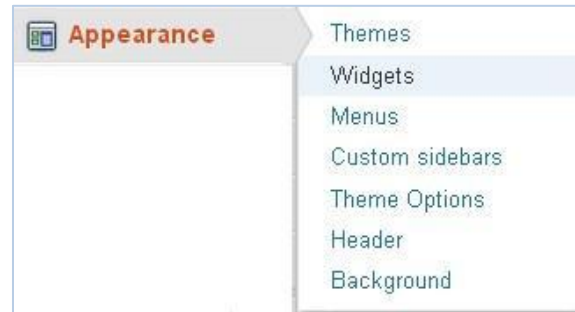 Appearance
Themes
Widgets
Menus
Custom sidebars
Theme Options
Header
Background